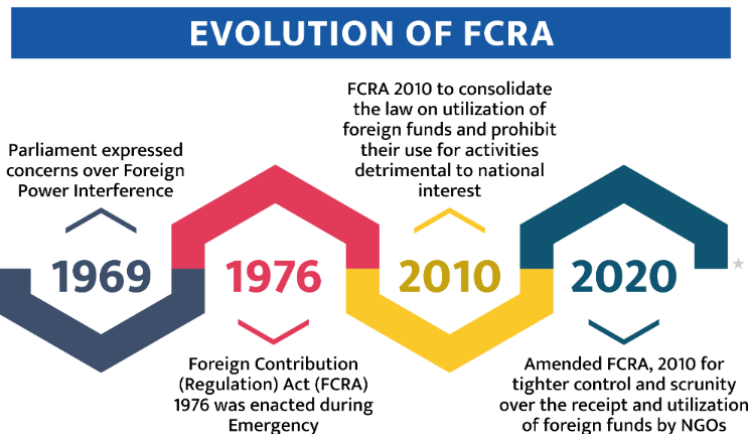 EVOLUTION OF FCRA
Parliament expressed
concerns over Foreign
Power Interference
1969
1976
Foreign Contribution
(Regulation) Act (FCRA)
1976 was enacted during
Emergency
FCRA 2010 to consolidate
the law on utilization of
foreign funds and prohibit
their use for activities
detrimental to national
interest
2010
2020
Amended FCRA, 2010 for
tighter control and scrunity
over the receipt and utilization
of foreign funds by NGOs